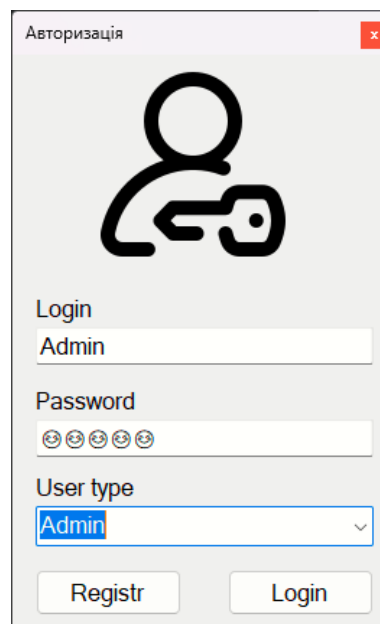 Авторизація
x
Login
Admin
Password
😊😊😊😊😊
User type
Admin
Registr
Login